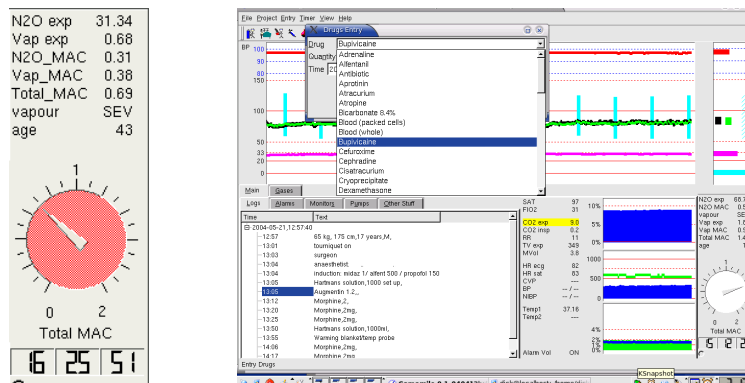 N2O exp 31.34
Vap exp 0.68
N2O_MAC 0.31
Vap_MAC 0.38
Total_MAC 0.69
vapour SEV
age 43
1
0 2
Total MAC
16 25 51
File Project Entry Timer View Help
Drugs Entry
Drug Bupivicaine
Quantity
Time 20
Adrenaline
Alfentanil
Antibiotic
Aprotinin
Atracurium
Atropine
Bicarbonate 8.4%
Blood (packed cells)
Blood (whole)
Bupivicaine
Cefuroxime
Cephradine
Cisatracurium
Cryoprecipitate
Dexamethasone
BP 100
90
80
150
100
50
33
20
0
Main Gases
Logs Alarms Monitors Pumps Other Stuff
Time Text
2004-05-21,12:57:40
12:57 65 kg, 175 cm,17 years,M,
13:01 tourniquet on
13:03 surgeon
13:04 anaesthetist.
13:04 induction: midaz 1/ alfent 500 / propofol 150
13:05 Hartmans solution,1000 set up,
13:05 Augmentin 1.2,,
13:12 Morphine,2,
13:20 Morphine,2mg,
13:25 Morphine,2mg,
13:50 Hartmans solution,1000ml,
13:55 Warming blanket/temp probe
14:06 Morphine,2mg,
14:17 Morphine,2mg
Entry Drugs
SAT 97
FIO2 31
CO2 exp 9.0
CO2 insp 0.2
RR 11
TV exp 349
MVol 3.8
HR ecg 82
HR sat 83
CVP ---
BP -- / --
NIBP -- / --
Temp1 37.16
Temp2 ---
Alarm Vol ON
10%
5%
0%
1000
500
0
4%
2%
1%
0%
N2O exp
N2O MAC
vapour
Vap exp
Vap MAC
Total MAC
1
0 2
Total MAC
KSnapshot